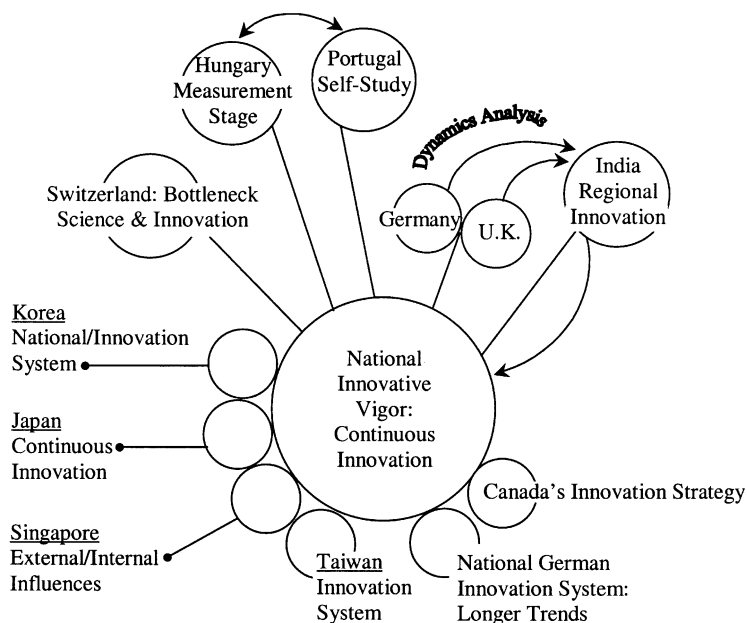 Hungary
Measurement
Stage
Portugal
Self-Study
Dynamics Analysis
India
Regional
Innovation
Switzerland: Bottleneck
Science & Innovation
Germany
U.K.
Korea
National/Innovation
System
National
Innovative
Vigor:
Continuous
Innovation
Japan
Continuous
Innovation
Canada's Innovation Strategy
Singapore
External/Internal
Influences
Taiwan
Innovation
System
National German
Innovation System:
Longer Trends